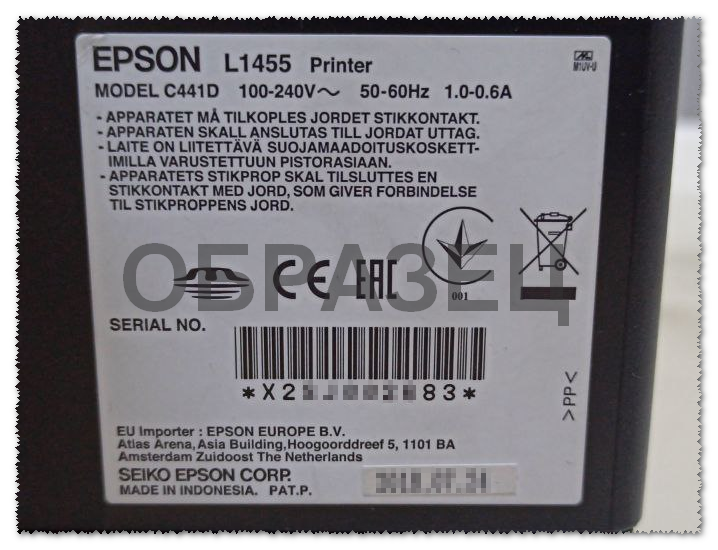 EPSON L1455 Printer
M1UV-U
MODEL C441D 100-240V～ 50-60Hz 1.0-0.6A
- APPARATET MÅ TILKOPLES JORDET STIKKONTAKT.
- APPARATEN SKALL ANSLUTAS TILL JORDAT UTTAG.
- LAITE ON LIITETTÄVÄ SUOJAMAADOITUSKOSKETT-
IMILLA VARUSTETTUUN PISTORASIAAN.
- APPARATETS STIKPROP SKAL TILSLUTTES EN
STIKKONTAKT MED JORD, SOM GIVER FORBINDELSE
TIL STIKPROPPENS JORD.
ОБРАЗЕЦ
CE EAC
001
SERIAL NO.
>PP<
EU Importer : EPSON EUROPE B.V.
Atlas Arena, Asia Building, Hoogoorddreef 5, 1101 BA
Amsterdam Zuidoost The Netherlands
SEIKO EPSON CORP.
MADE IN INDONESIA. PAT.P.